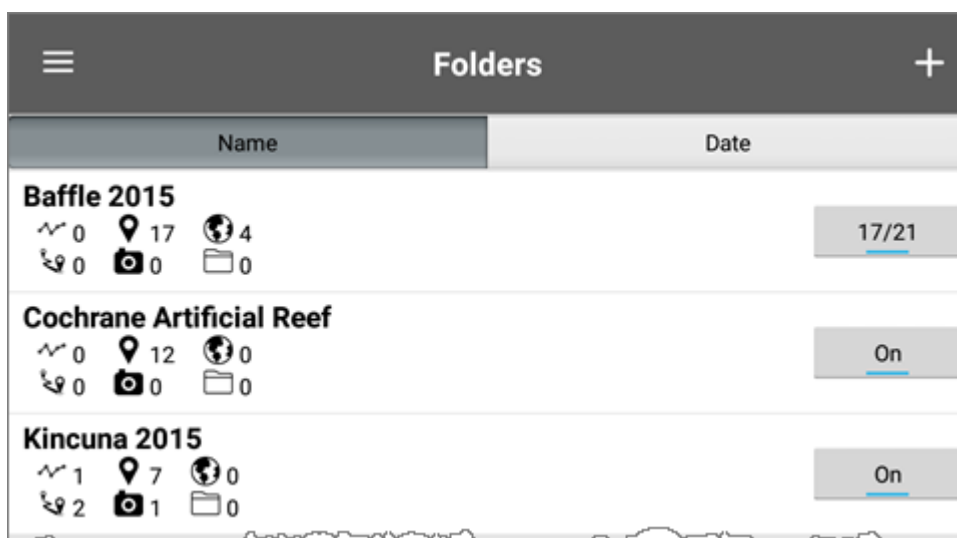 Folders
Name Date
Baffle 2015
0 17 4
0 0 0
17/21
Cochrane Artificial Reef
0 12 0
0 0 0
On
Kincuna 2015
1 7 0
2 1 0
On